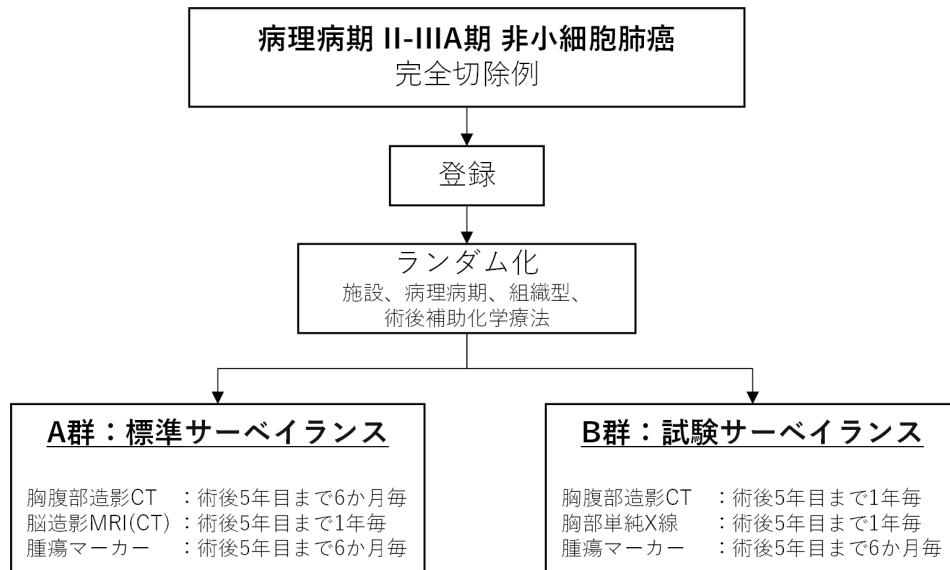 病理病期 II-IIIA期 非小細胞肺癌
完全切除例
登録
ランダム化
施設、病理病期、組織型、
術後補助化学療法
A群：標準サーベイランス
胸腹部造影CT ：術後5年目まで6か月毎
脳造影MRI(CT) ：術後5年目まで1年毎
腫瘍マーカー ：術後5年目まで6か月毎
B群：試験サーベイランス
胸腹部造影CT ：術後5年目まで1年毎
胸部単純X線 ：術後5年目まで1年毎
腫瘍マーカー ：術後5年目まで6か月毎